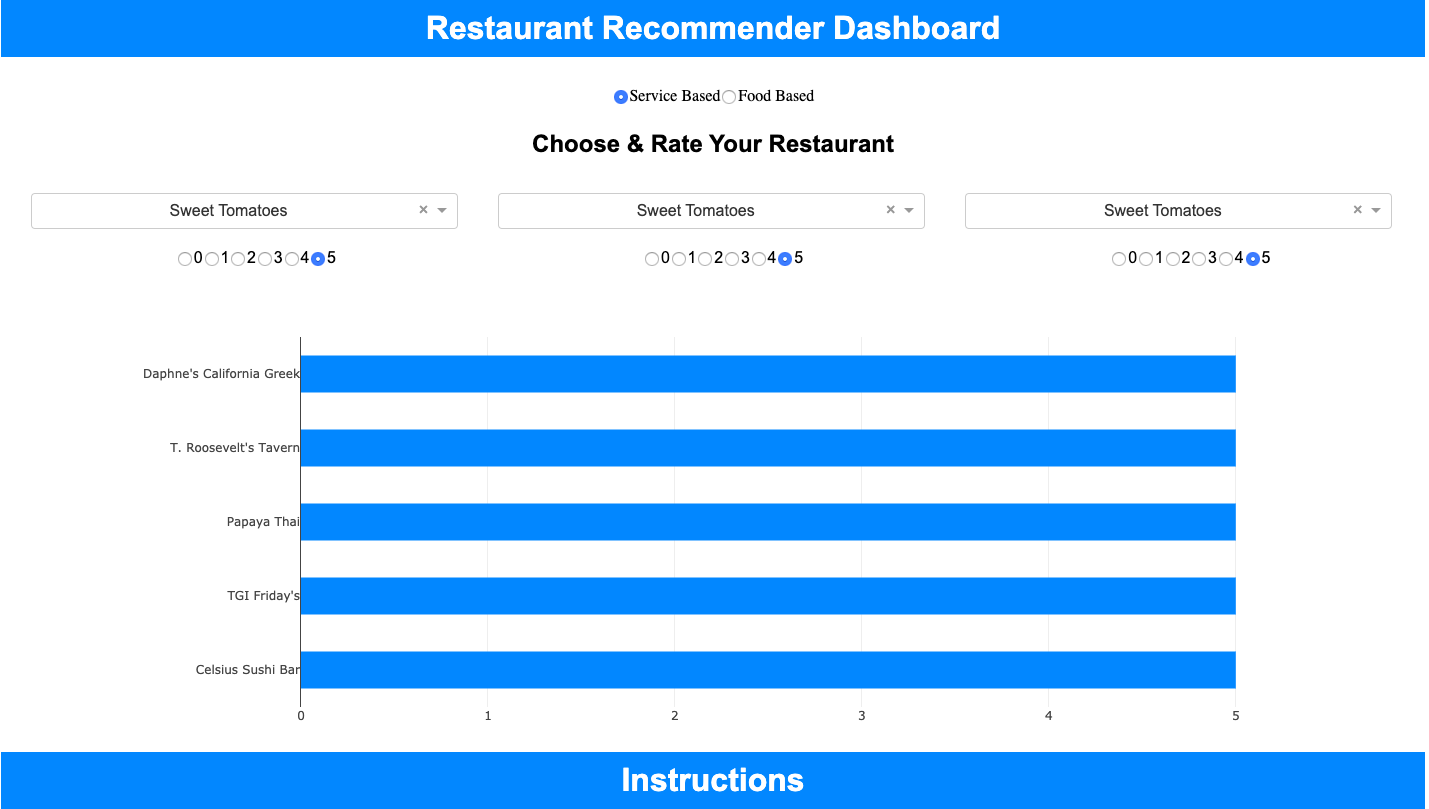 Restaurant Recommender Dashboard
Service Based Food Based
Choose & Rate Your Restaurant
Sweet Tomatoes × Sweet Tomatoes × Sweet Tomatoes ×
0 1 2 3 4 5 0 1 2 3 4 5 0 1 2 3 4 5
Daphne's California Greek
T. Roosevelt's Tavern
Papaya Thai
TGI Friday's
Celsius Sushi Bar
0 1 2 3 4 5
Instructions